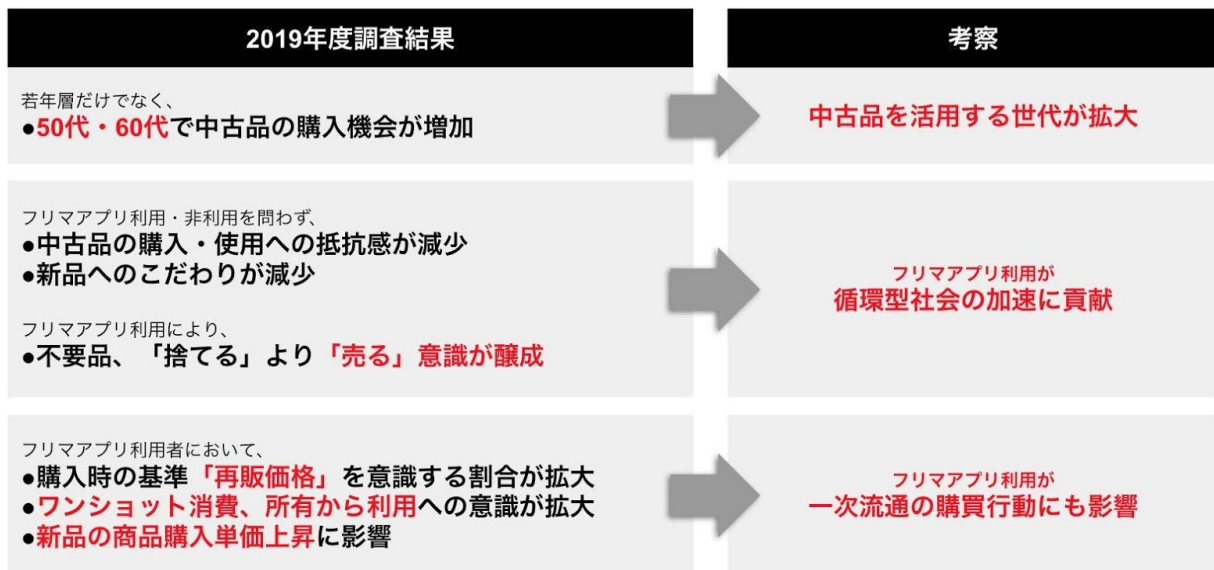 2019年度調査結果
考察
若年層だけでなく、
●50代・60代で中古品の購入機会が増加
中古品を活用する世代が拡大
フリマアプリ利用・非利用を問わず、
●中古品の購入・使用への抵抗感が減少
●新品へのこだわりが減少
フリマアプリ利用により、
●不要品、「捨てる」より「売る」意識が醸成
フリマアプリ利用が
循環型社会の加速に貢献
フリマアプリ利用者において、
●購入時の基準「再販価格」を意識する割合が拡大
●ワンショット消費、所有から利用への意識が拡大
●新品の商品購入単価上昇に影響
フリマアプリ利用が
一次流通の購買行動にも影響